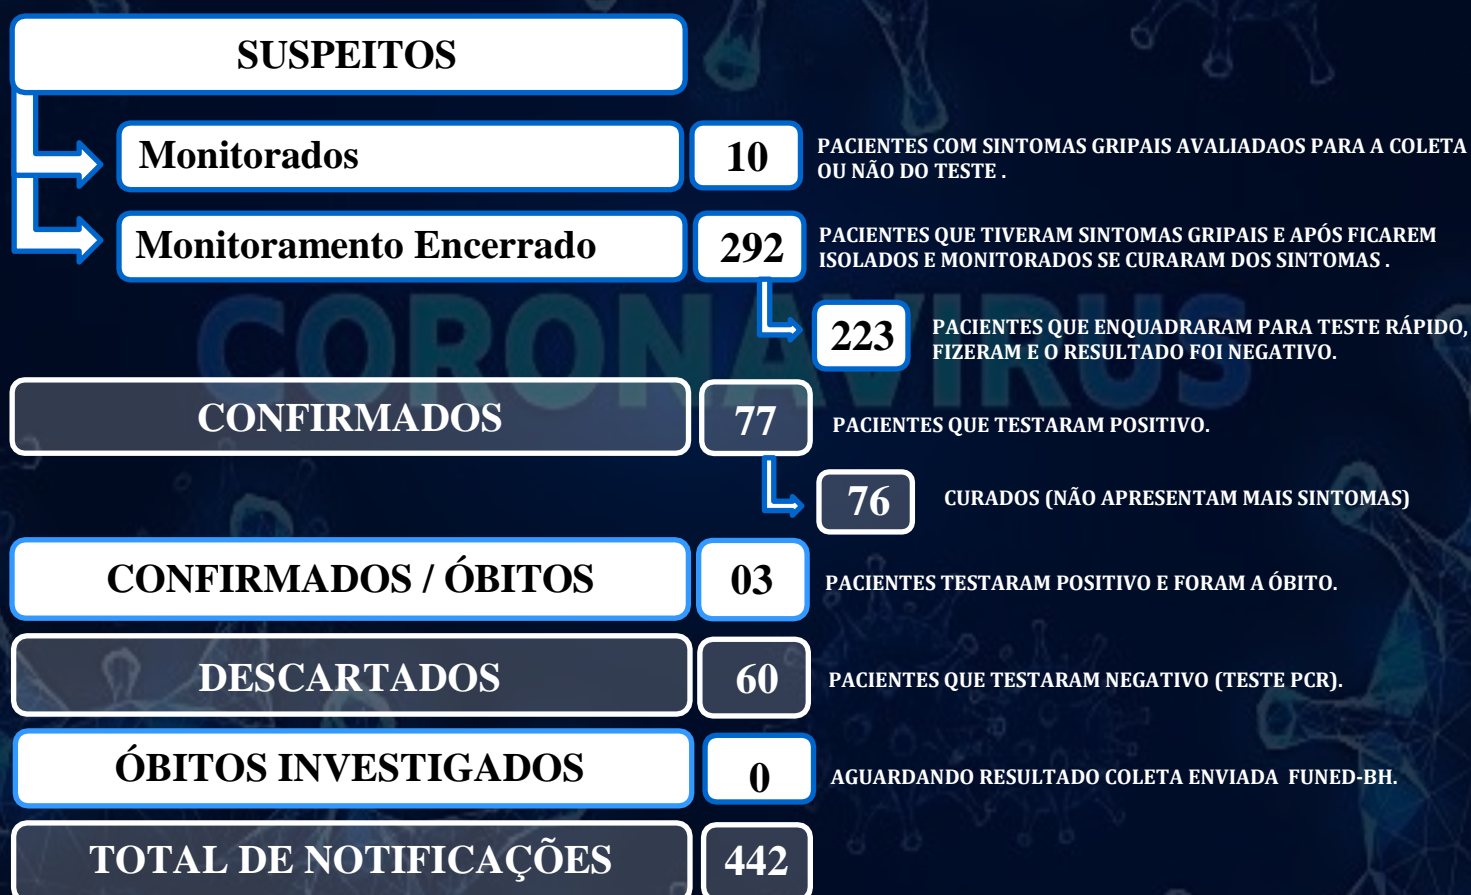 SUSPEITOS
Monitorados
10
PACIENTES COM SINTOMAS GRIPAIS AVALIADAOS PARA A COLETA
OU NÃO DO TESTE .
Monitoramento Encerrado
292
PACIENTES QUE TIVERAM SINTOMAS GRIPAIS E APÓS FICAREM
ISOLADOS E MONITORADOS SE CURARAM DOS SINTOMAS .
223
PACIENTES QUE ENQUADRARAM PARA TESTE RÁPIDO,
FIZERAM E O RESULTADO FOI NEGATIVO.
CORONAVIRUS
CONFIRMADOS
77
PACIENTES QUE TESTARAM POSITIVO.
76
CURADOS (NÃO APRESENTAM MAIS SINTOMAS)
CONFIRMADOS / ÓBITOS
03
PACIENTES TESTARAM POSITIVO E FORAM A ÓBITO.
DESCARTADOS
60
PACIENTES QUE TESTARAM NEGATIVO (TESTE PCR).
ÓBITOS INVESTIGADOS
0
AGUARDANDO RESULTADO COLETA ENVIADA FUNED-BH.
TOTAL DE NOTIFICAÇÕES
442